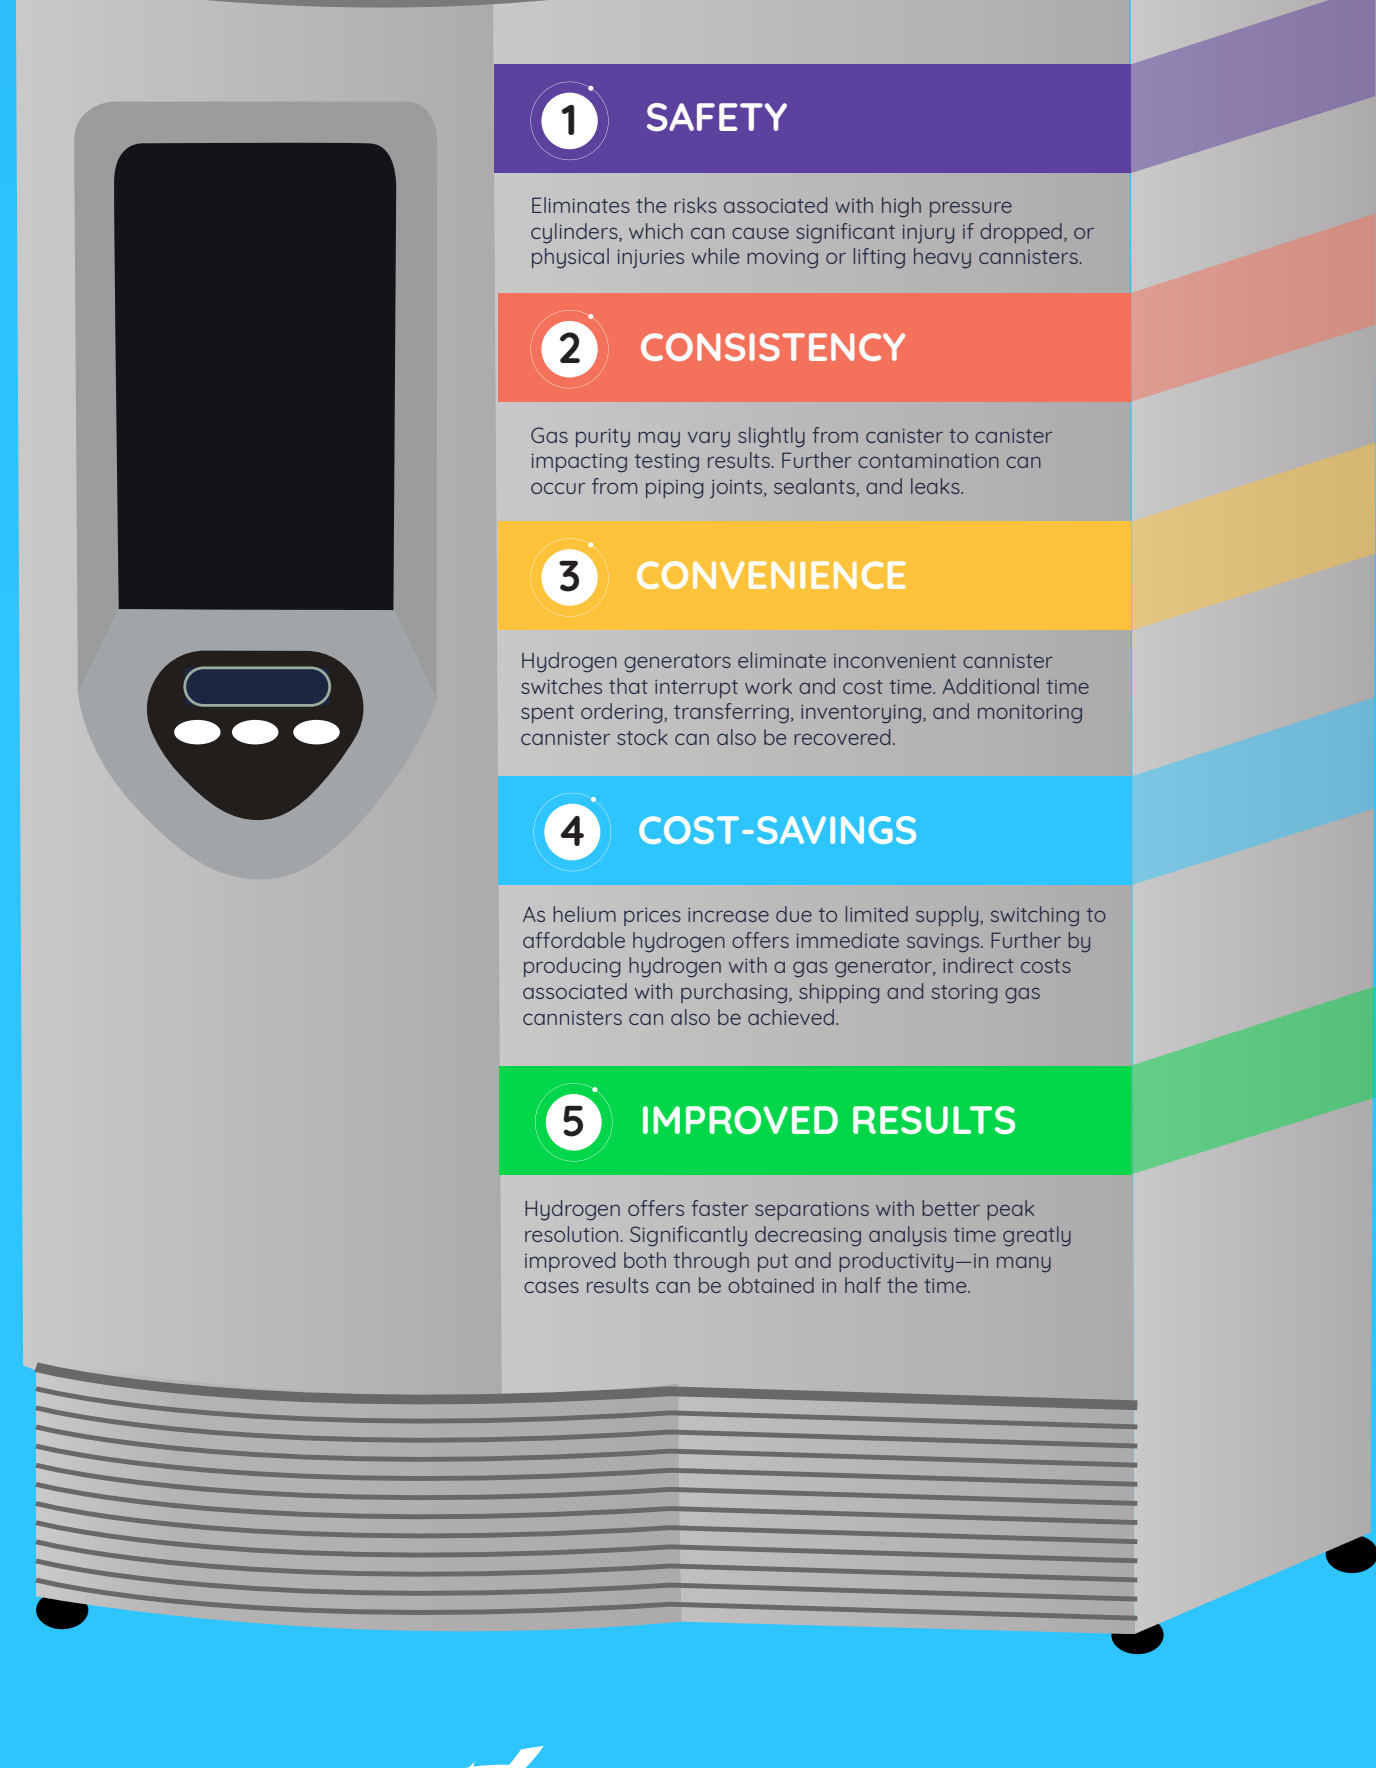 1 SAFETY
Eliminates the risks associated with high pressure
cylinders, which can cause significant injury if dropped, or
physical injuries while moving or lifting heavy cannisters.
2 CONSISTENCY
Gas purity may vary slightly from canister to canister
impacting testing results. Further contamination can
occur from piping joints, sealants, and leaks.
3 CONVENIENCE
Hydrogen generators eliminate inconvenient cannister
switches that interrupt work and cost time. Additional time
spent ordering, transferring, inventorying, and monitoring
cannister stock can also be recovered.
4 COST-SAVINGS
As helium prices increase due to limited supply, switching to
affordable hydrogen offers immediate savings. Further by
producing hydrogen with a gas generator, indirect costs
associated with purchasing, shipping and storing gas
cannisters can also be achieved.
5 IMPROVED RESULTS
Hydrogen offers faster separations with better peak
resolution. Significantly decreasing analysis time greatly
improved both through put and productivity—in many
cases results can be obtained in half the time.